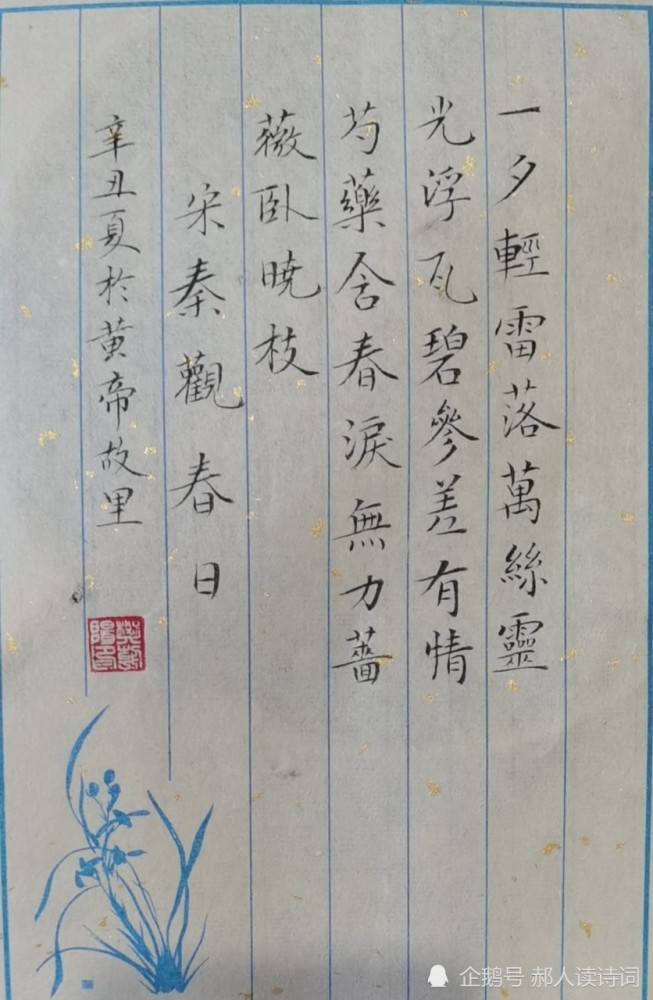 一夕輕雷落萬絲靈
光浮瓦碧參差有情
芍藥含春淚無力薔
薇臥曉枝
宋秦觀春日
辛丑夏於黄帝故里
企鹅号 郝人读诗词